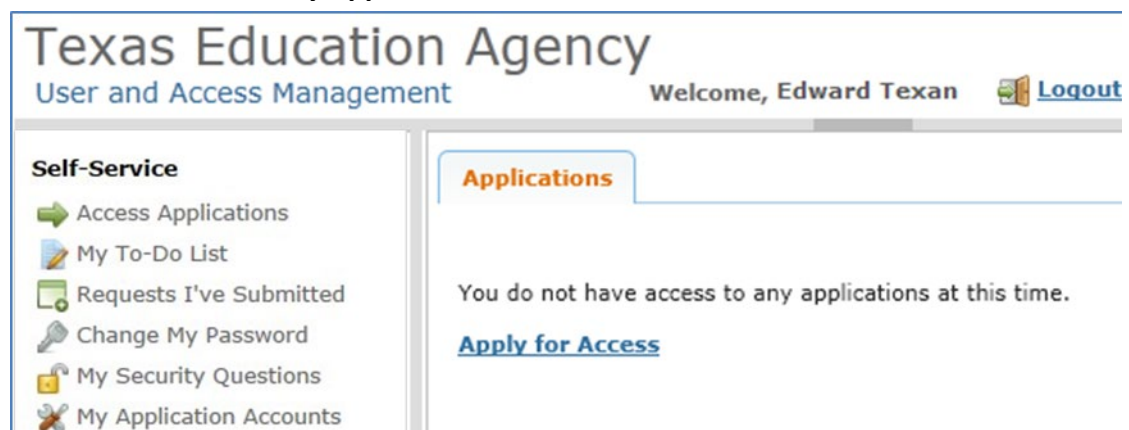 Texas Education Agency
User and Access Management
Welcome, Edward Texan
Logout
Self-Service
Access Applications
My To-Do List
Requests I've Submitted
Change My Password
My Security Questions
My Application Accounts
Applications
You do not have access to any applications at this time.
Apply for Access